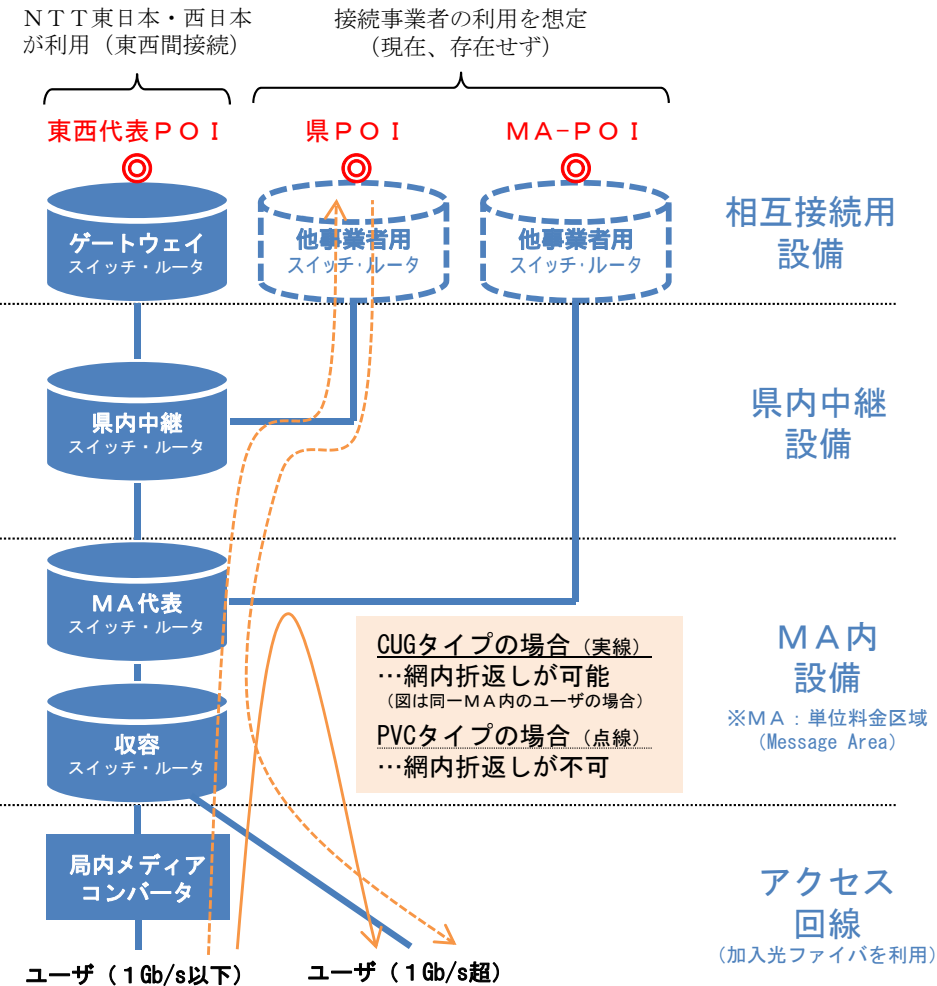 ＮＴＴ東日本・西日本
が利用（東西間接続）
接続事業者の利用を想定
（現在、存在せず）
東西代表ＰＯＩ
県ＰＯＩ
ＭＡ-ＰＯＩ
ゲートウェイ
スイッチ・ルータ
他事業者用
スイッチ・ルータ
他事業者用
スイッチ・ルータ
相互接続用
設備
県内中継
スイッチ・ルータ
県内中継
設備
ＭＡ代表
スイッチ・ルータ
収容
スイッチ・ルータ
CUGタイプの場合（実線）
…網内折返しが可能
（図は同一ＭＡ内のユーザの場合）
PVCタイプの場合（点線）
…網内折返しが不可
ＭＡ内
設備
※ＭＡ：単位料金区域
（Message Area）
局内メディア
コンバータ
アクセス
回線
（加入光ファイバを利用）
ユーザ（１Gb/s以下）
ユーザ（１Gb/s超）